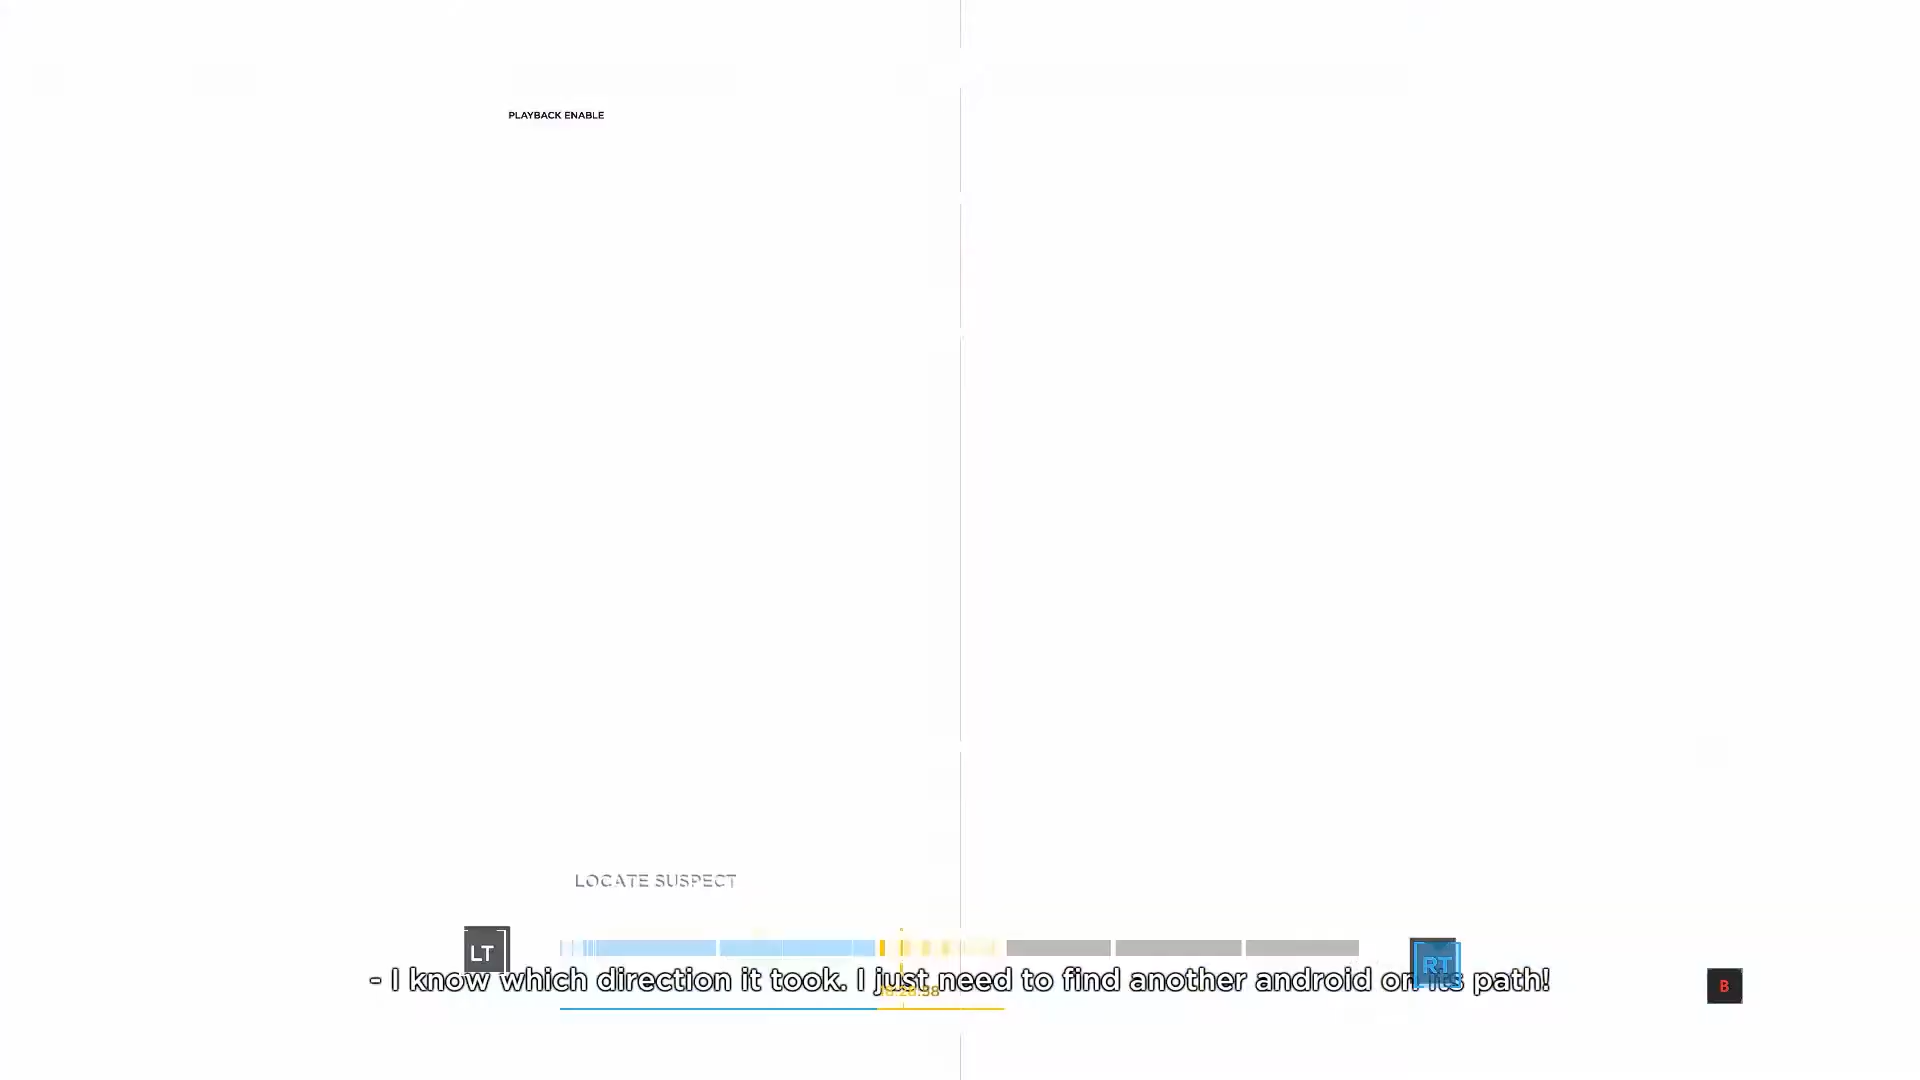 PLAYBACK ENABLE
LOCATE SUSPECT
LT
RT
- I know which direction it took. I just need to find another android on its path!
B